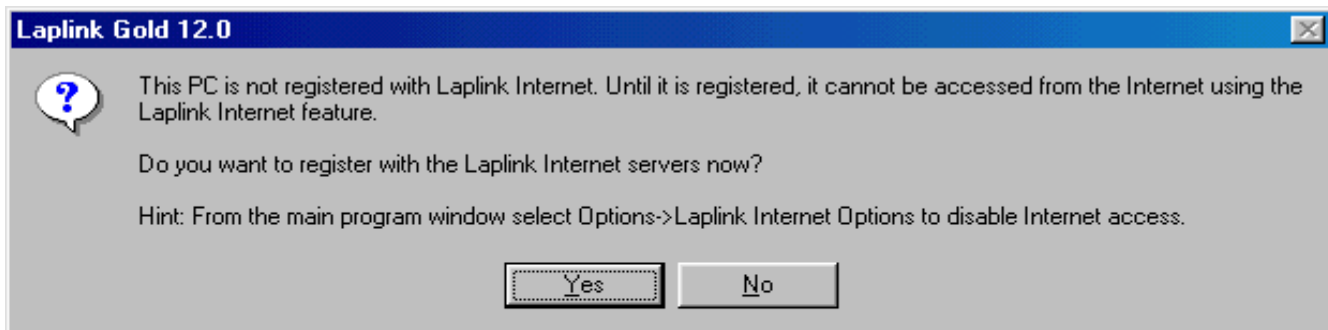 Laplink Gold 12.0
This PC is not registered with Laplink Internet. Until it is registered, it cannot be accessed from the Internet using the
Laplink Internet feature.
Do you want to register with the Laplink Internet servers now?
Hint: From the main program window select Options->Laplink Internet Options to disable Internet access.
Yes No